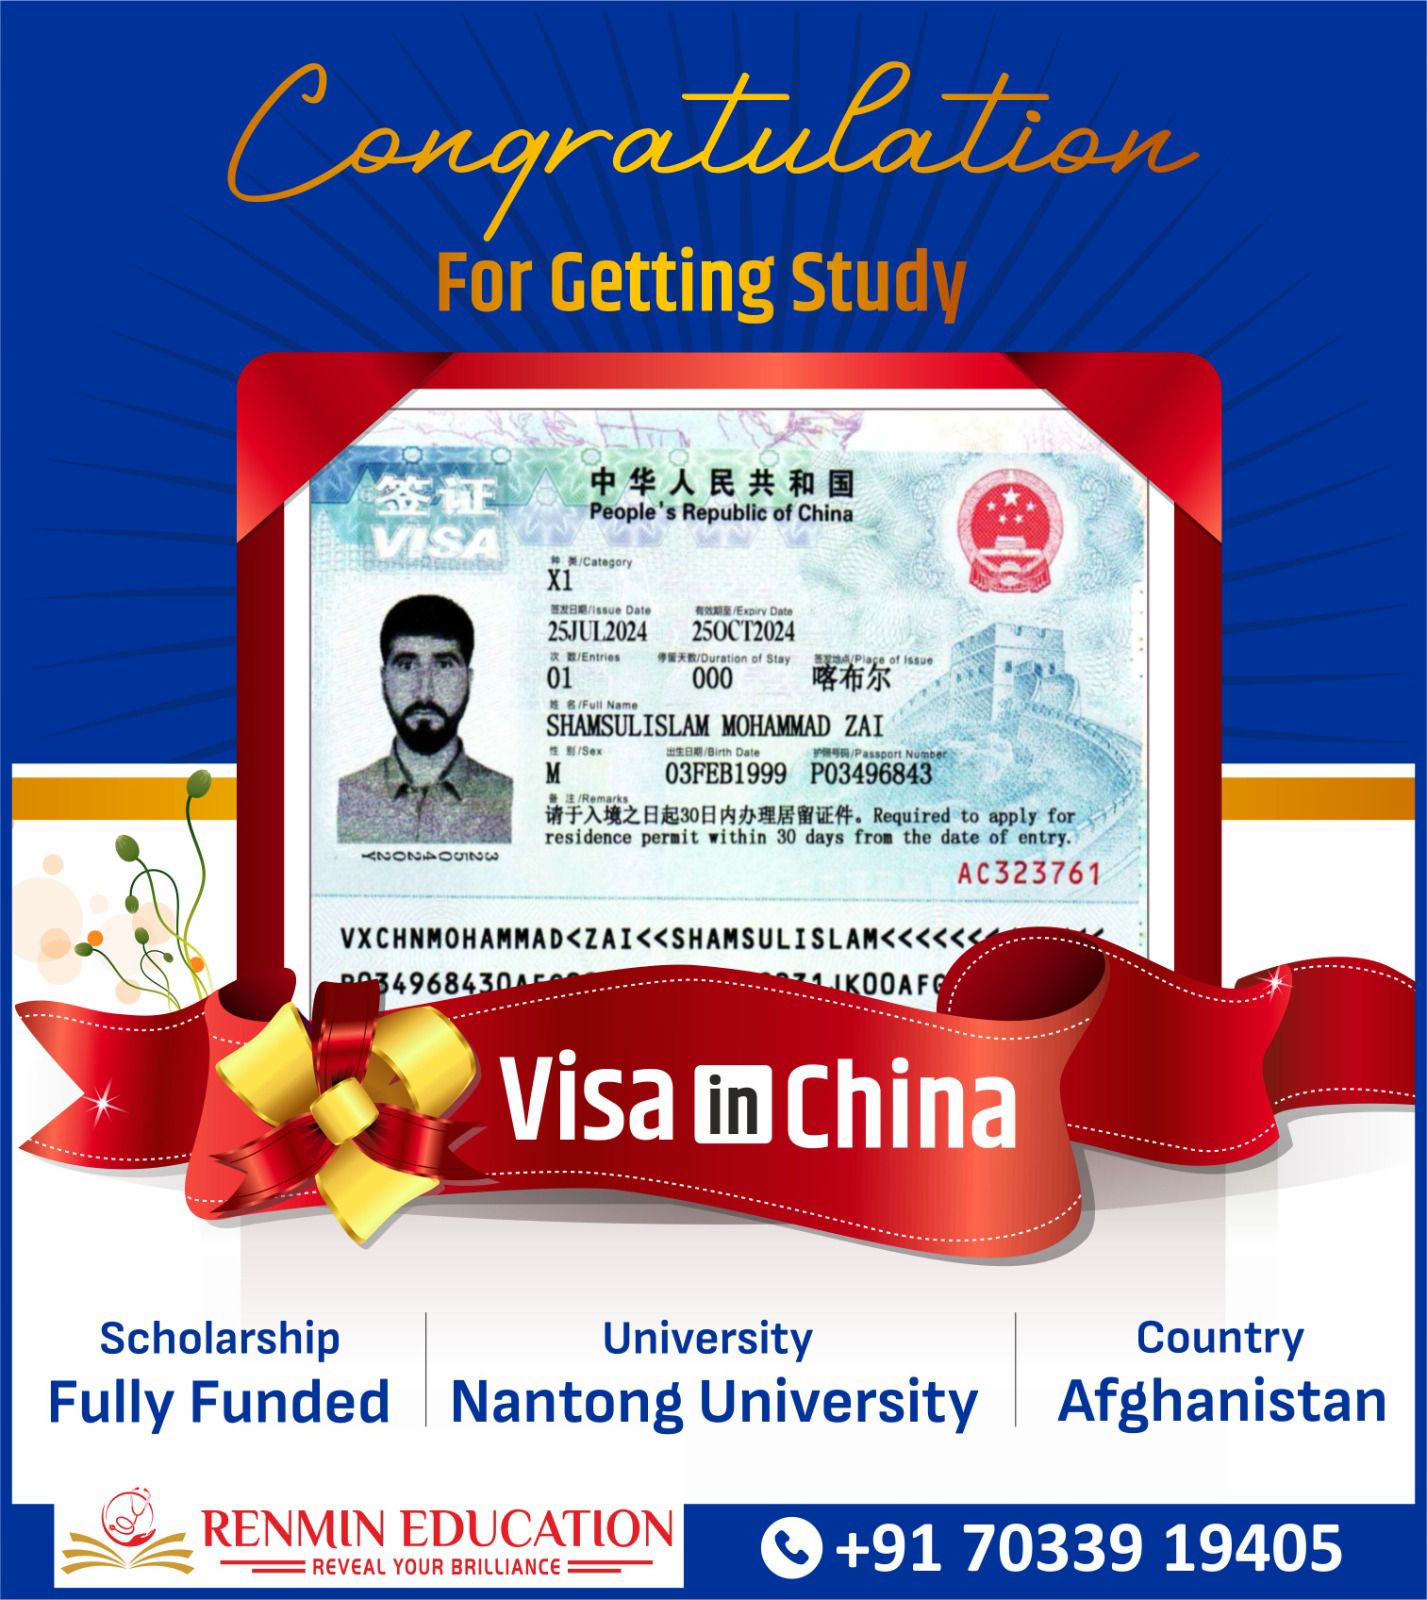 Congratulation
For Getting Study
签证
VISA
中华人民共和国
People's Republic of China
种 类/Category
X1
签发日期/Issue Date 有效期至/Expiry Date
25JUL2024 25OCT2024
次 数/Entries 停留天数/Duration of Stay 签发地点/Place of Issue
01 000 喀布尔
姓 名/Full Name
SHAMSULISLAM MOHAMMAD ZAI
性 别/Sex 出生日期/Birth Date 护照号码/Passport Number
M 03FEB1999 P03496843
备 注/Remarks
请于入境之日起30日内办理居留证件。Required to apply for
residence permit within 30 days from the date of entry.
AC323761
VXCHNMOHAMMAD<ZAI<<SHAMSULISLAM<<<<<<<
Visa in China
Scholarship
Fully Funded
University
Nantong University
Country
Afghanistan
RENMIN EDUCATION
REVEAL YOUR BRILLIANCE
+91 70339 19405